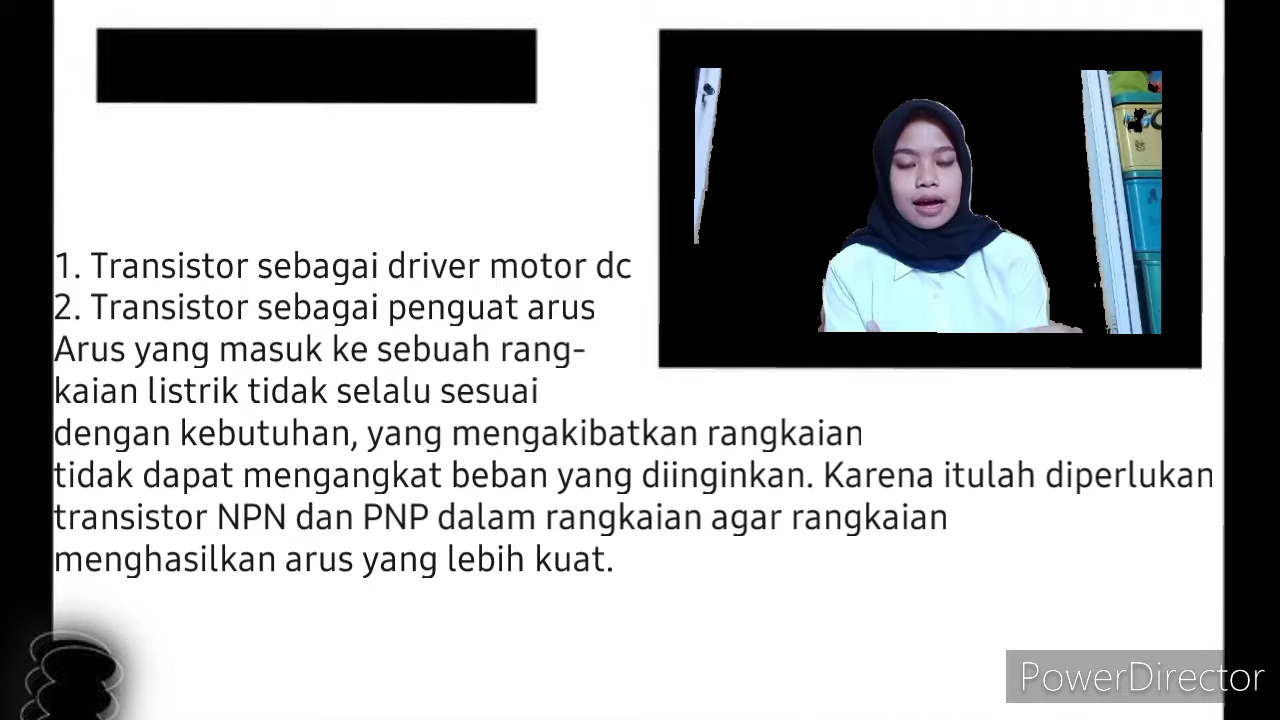 1. Transistor sebagai driver motor dc
2. Transistor sebagai penguat arus
Arus yang masuk ke sebuah rang-
kaian listrik tidak selalu sesuai
dengan kebutuhan, yang mengakibatkan rangkaian
tidak dapat mengangkat beban yang diinginkan. Karena itulah diperlukan
transistor NPN dan PNP dalam rangkaian agar rangkaian
menghasilkan arus yang lebih kuat.
PowerDirector